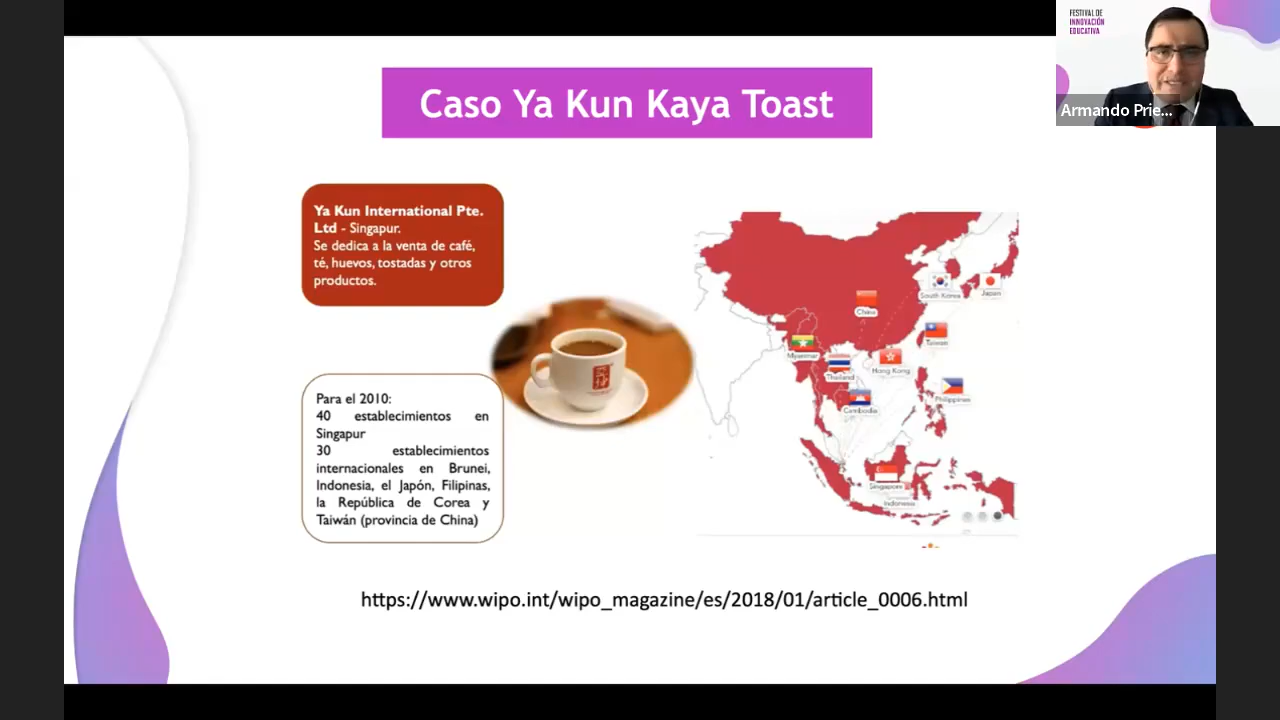 FESTIVAL DE
INNOVACIÓN
EDUCATIVA
Armando Prie...
Caso Ya Kun Kaya Toast
Ya Kun International Pte.
Ltd - Singapur.
Se dedica a la venta de café,
té, huevos, tostadas y otros
productos.
Para el 2010:
40 establecimientos en
Singapur
30 establecimientos
internacionales en Brunei,
Indonesia, el Japón, Filipinas,
la República de Corea y
Taiwán (provincia de China)
South Korea
Japan
China
Taiwan
Myanmar
Hong Kong
Thailand
Philippines
Cambodia
Singapore
Indonesia
https://www.wipo.int/wipo_magazine/es/2018/01/article_0006.html